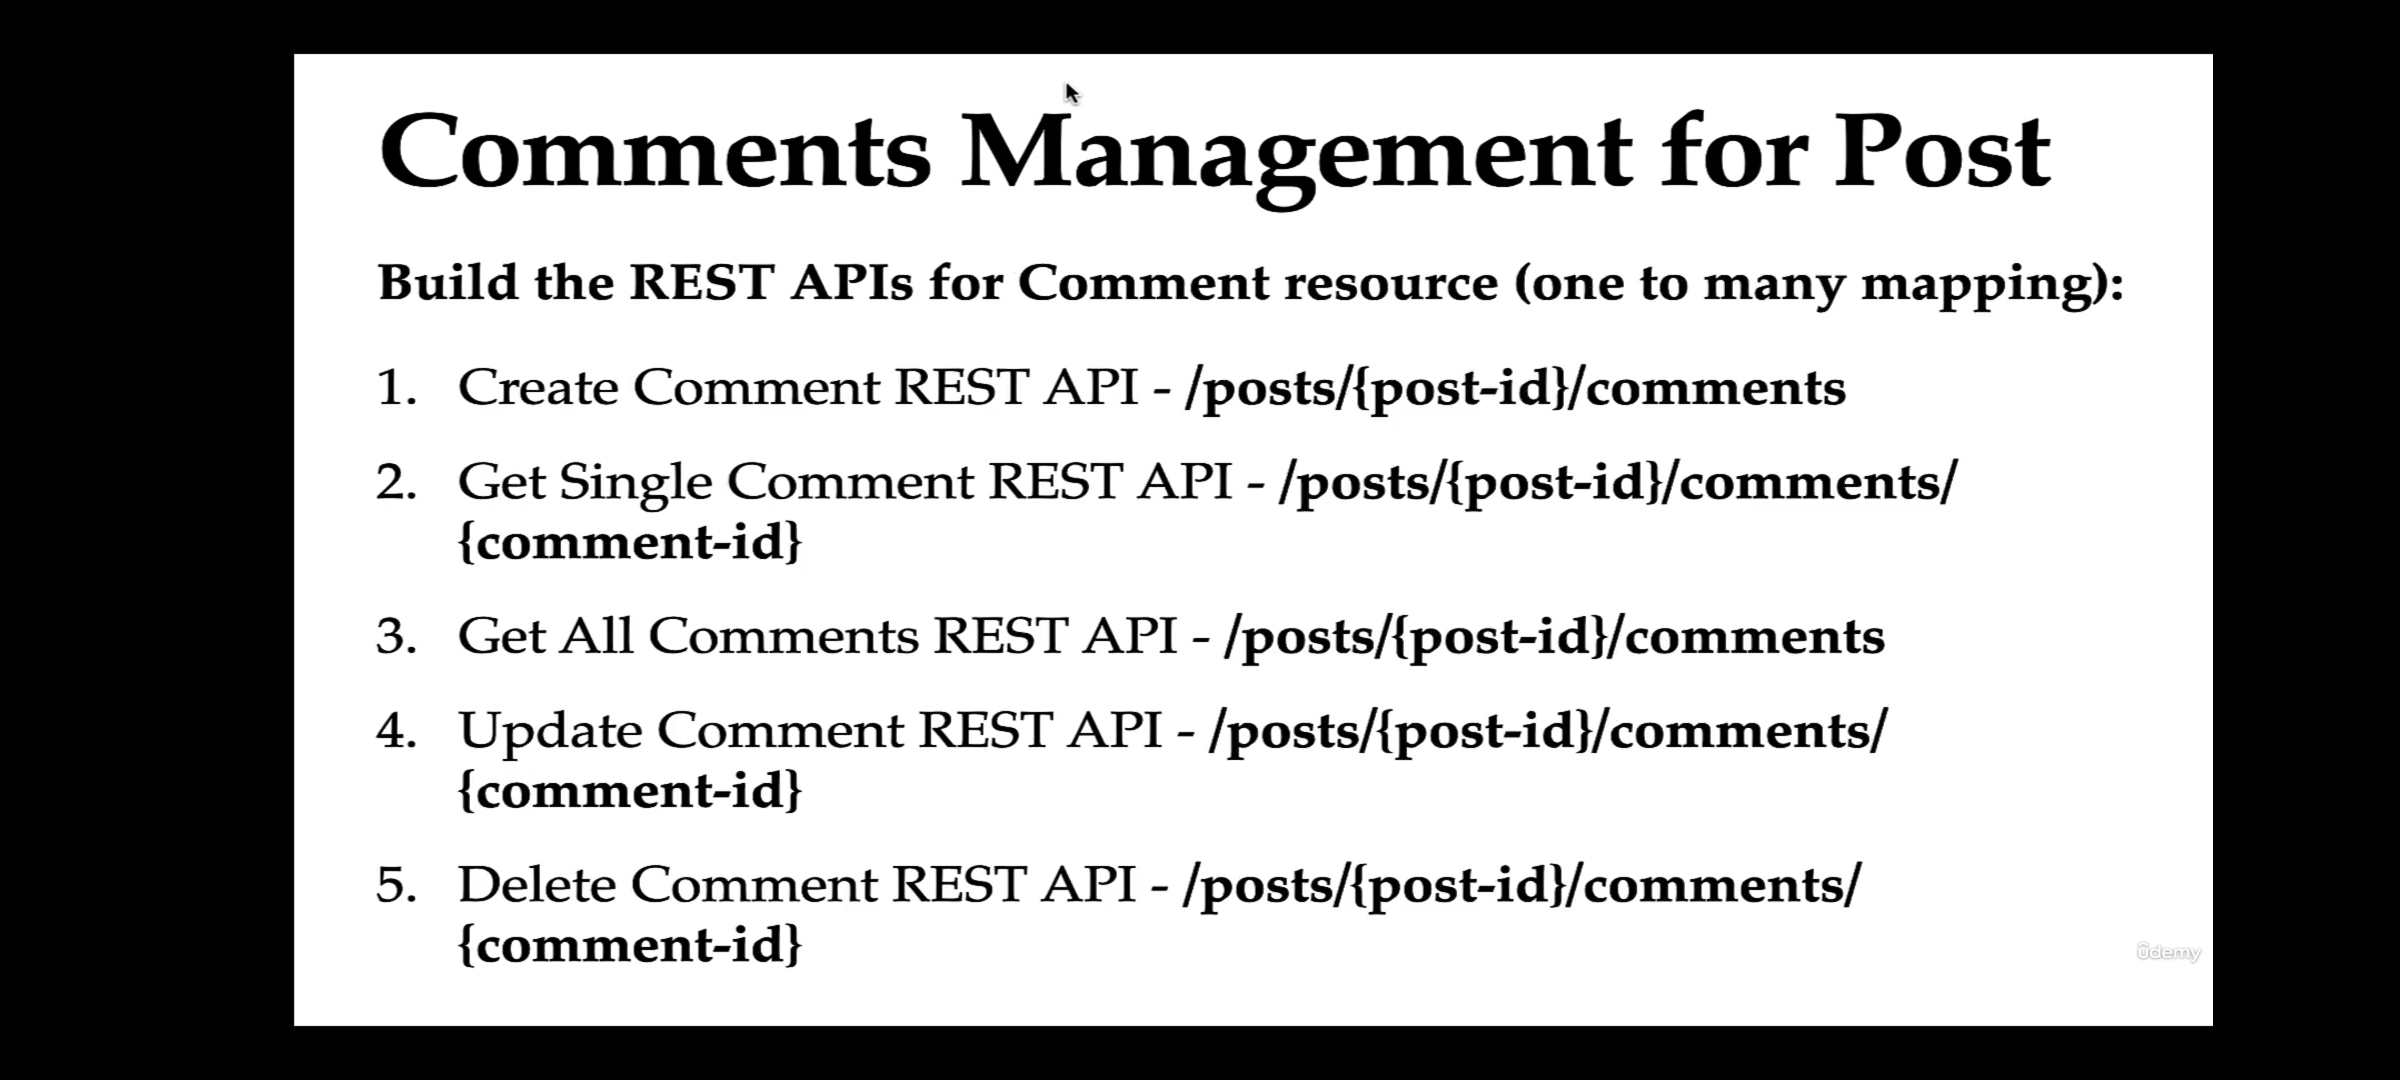 Comments Management for Post
Build the REST APIs for Comment resource (one to many mapping):
1. Create Comment REST API - /posts/{post-id}/comments
2. Get Single Comment REST API - /posts/{post-id}/comments/
{comment-id}
3. Get All Comments REST API - /posts/{post-id}/comments
4. Update Comment REST API - /posts/{post-id}/comments/
{comment-id}
5. Delete Comment REST API - /posts/{post-id}/comments/
{comment-id}
ûdemy